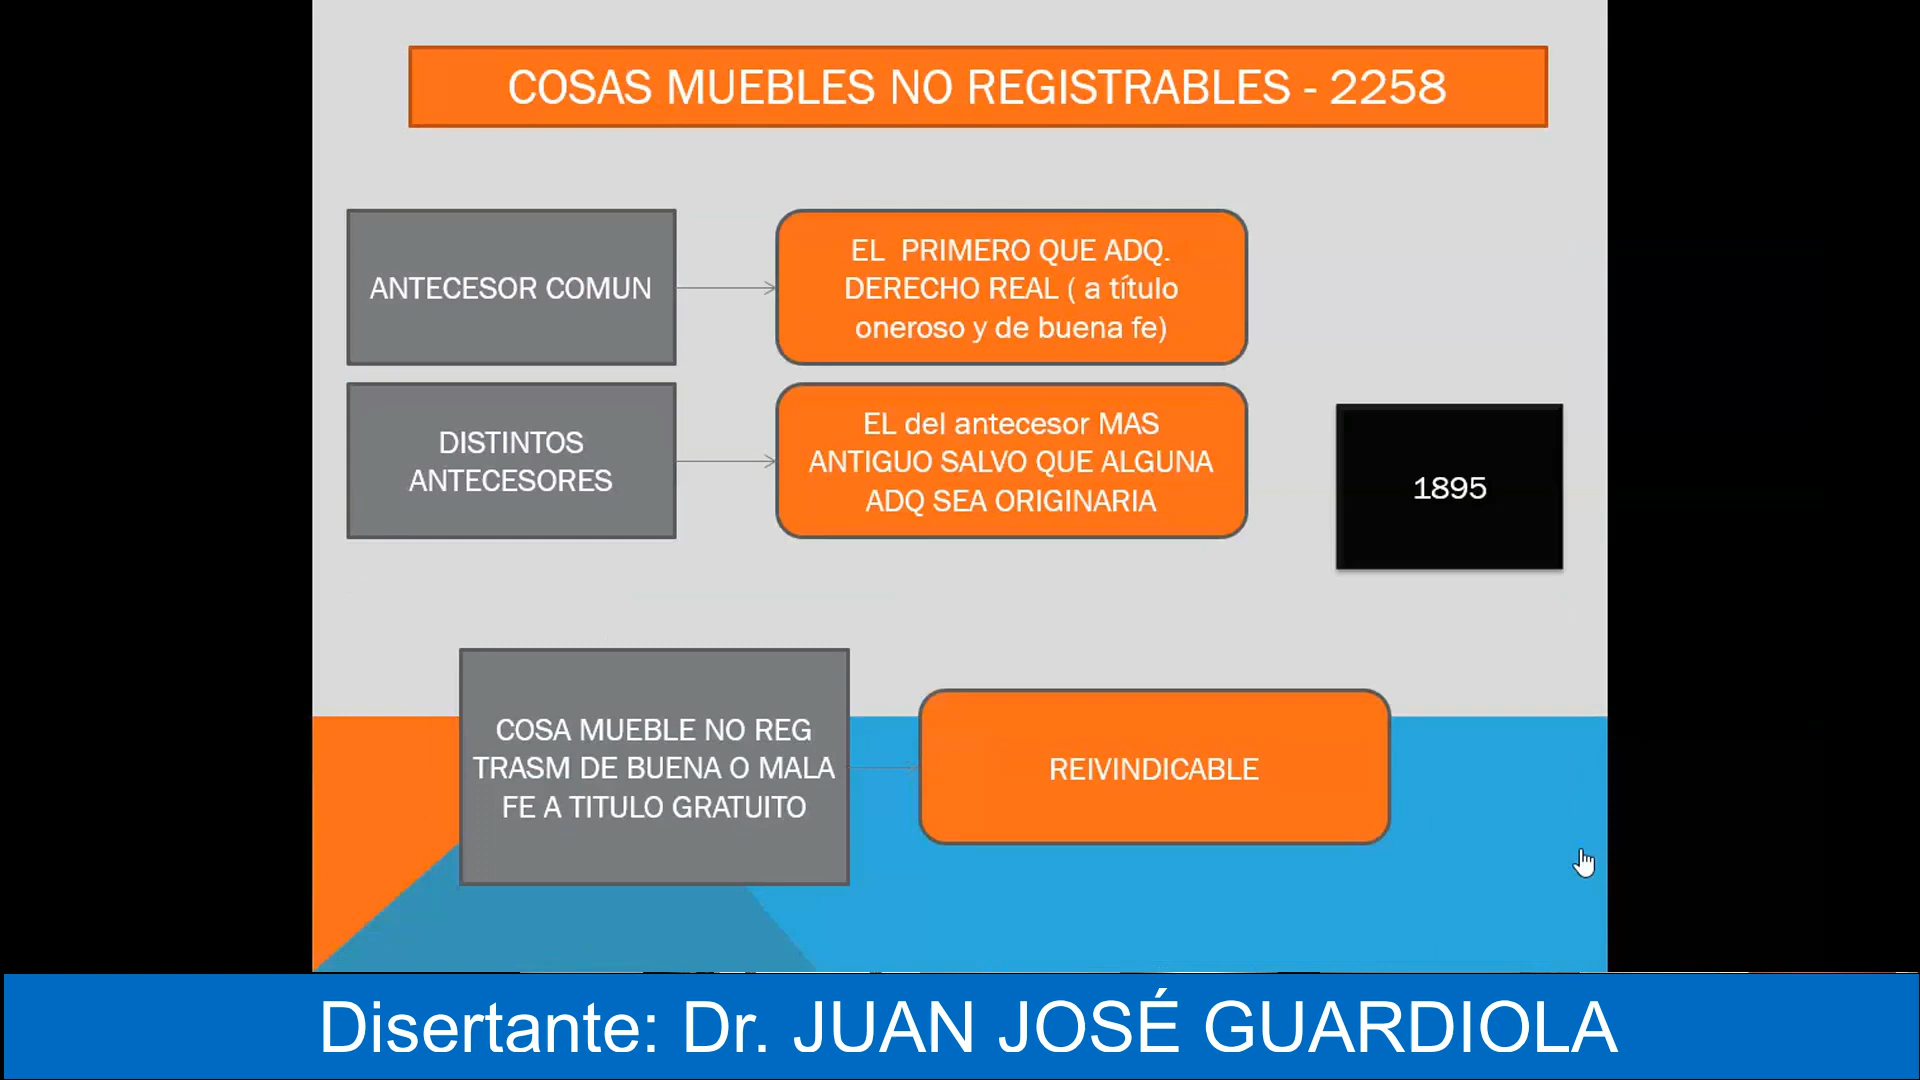 COSAS MUEBLES NO REGISTRABLES - 2258
ANTECESOR COMUN
EL PRIMERO QUE ADQ.
DERECHO REAL ( a título
oneroso y de buena fe)
DISTINTOS
ANTECESORES
EL del antecesor MAS
ANTIGUO SALVO QUE ALGUNA
ADQ SEA ORIGINARIA
1895
COSA MUEBLE NO REG
TRASM DE BUENA O MALA
FE A TITULO GRATUITO
REIVINDICABLE
Disertante: Dr. JUAN JOSÉ GUARDIOLA